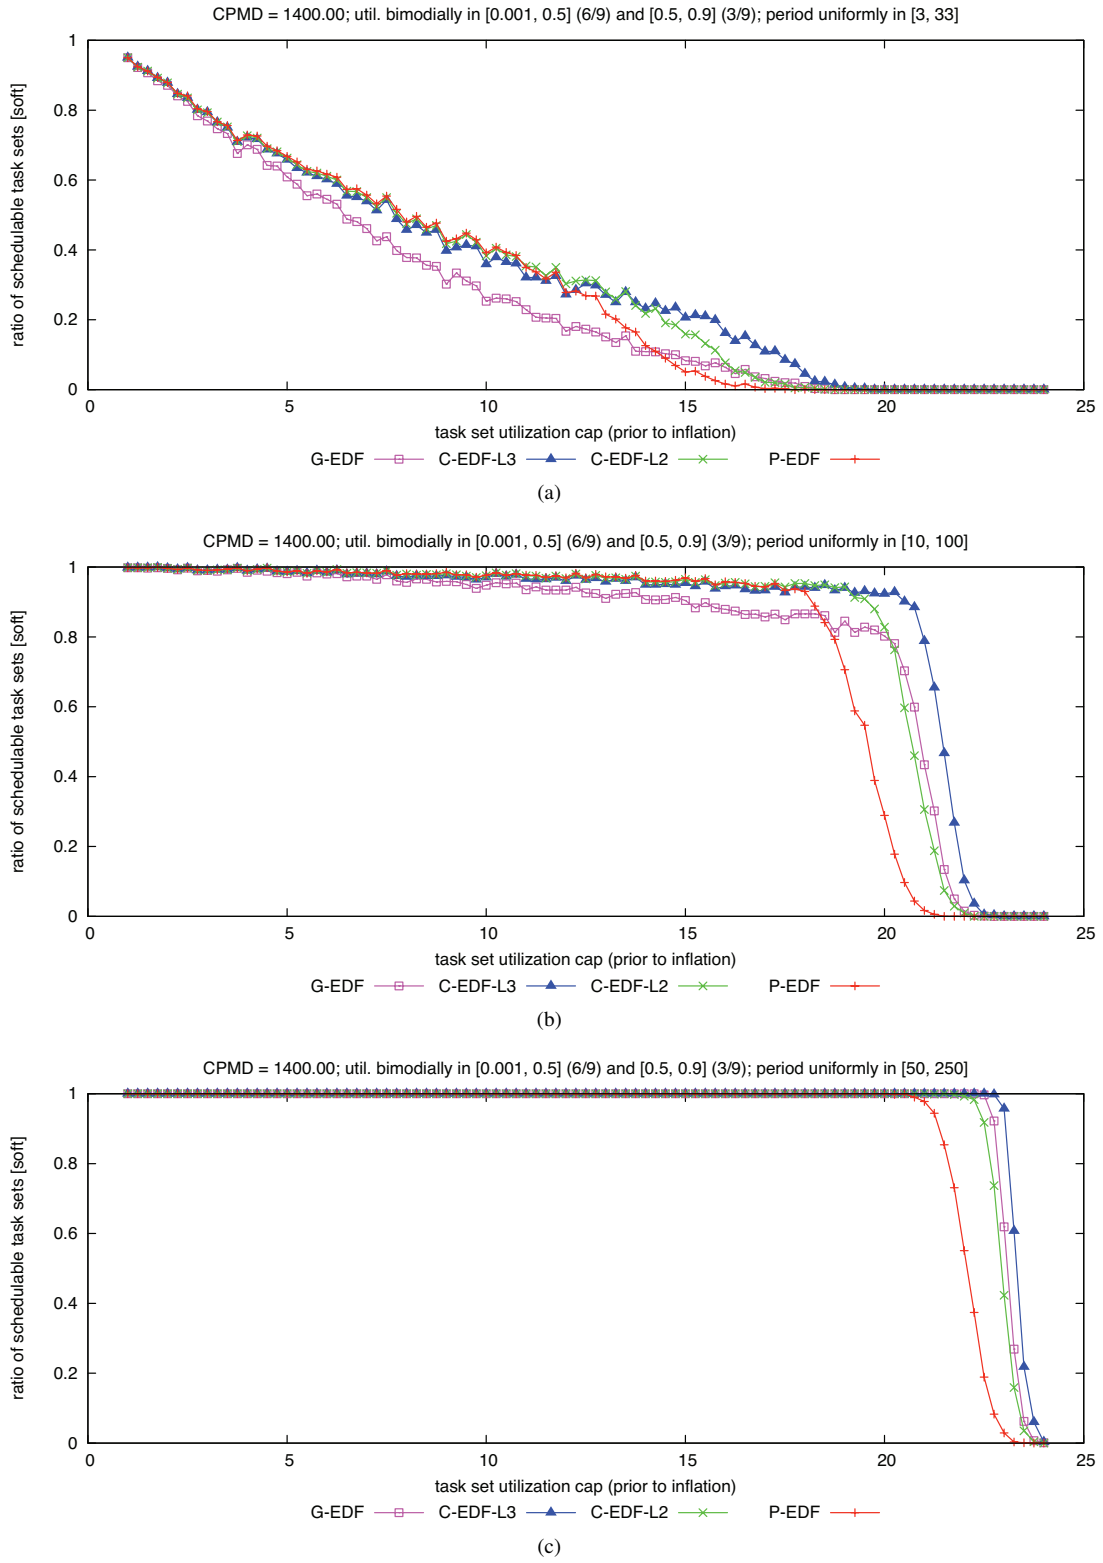 CPMD = 1400.00; util. bimodially in [0.001, 0.5] (6/9) and [0.5, 0.9] (3/9); period uniformly in [3, 33]
ratio of schedulable task sets [soft]
1
0.8
0.6
0.4
0.2
0
0 5 10 15 20 25
task set utilization cap (prior to inflation)
G-EDF C-EDF-L3 C-EDF-L2 P-EDF
(a)
CPMD = 1400.00; util. bimodially in [0.001, 0.5] (6/9) and [0.5, 0.9] (3/9); period uniformly in [10, 100]
ratio of schedulable task sets [soft]
1
0.8
0.6
0.4
0.2
0
0 5 10 15 20 25
task set utilization cap (prior to inflation)
G-EDF C-EDF-L3 C-EDF-L2 P-EDF
(b)
CPMD = 1400.00; util. bimodially in [0.001, 0.5] (6/9) and [0.5, 0.9] (3/9); period uniformly in [50, 250]
ratio of schedulable task sets [soft]
1
0.8
0.6
0.4
0.2
0
0 5 10 15 20 25
task set utilization cap (prior to inflation)
G-EDF C-EDF-L3 C-EDF-L2 P-EDF
(c)